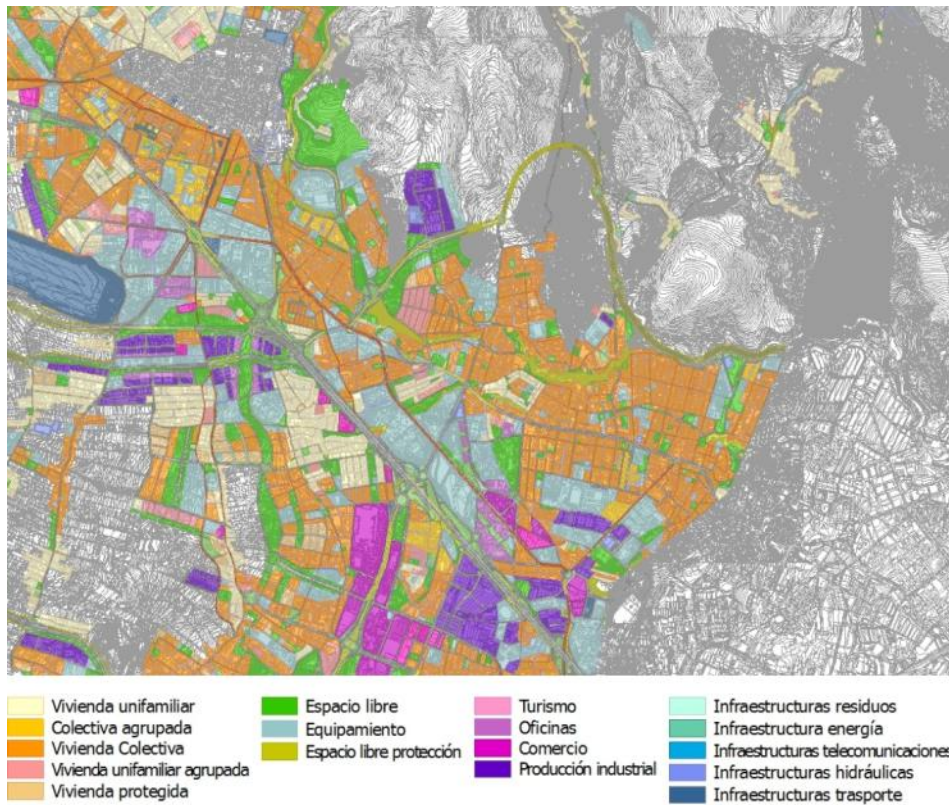 Vivienda unifamiliar
Colectiva agrupada
Vivienda Colectiva
Vivienda unifamiliar agrupada
Vivienda protegida
Espacio libre
Equipamiento
Espacio libre protección
Turismo
Oficinas
Comercio
Producción industrial
Infraestructuras residuos
Infraestructura energía
Infraestructuras telecomunicaciones
Infraestructuras hidráulicas
Infraestructuras trasporte